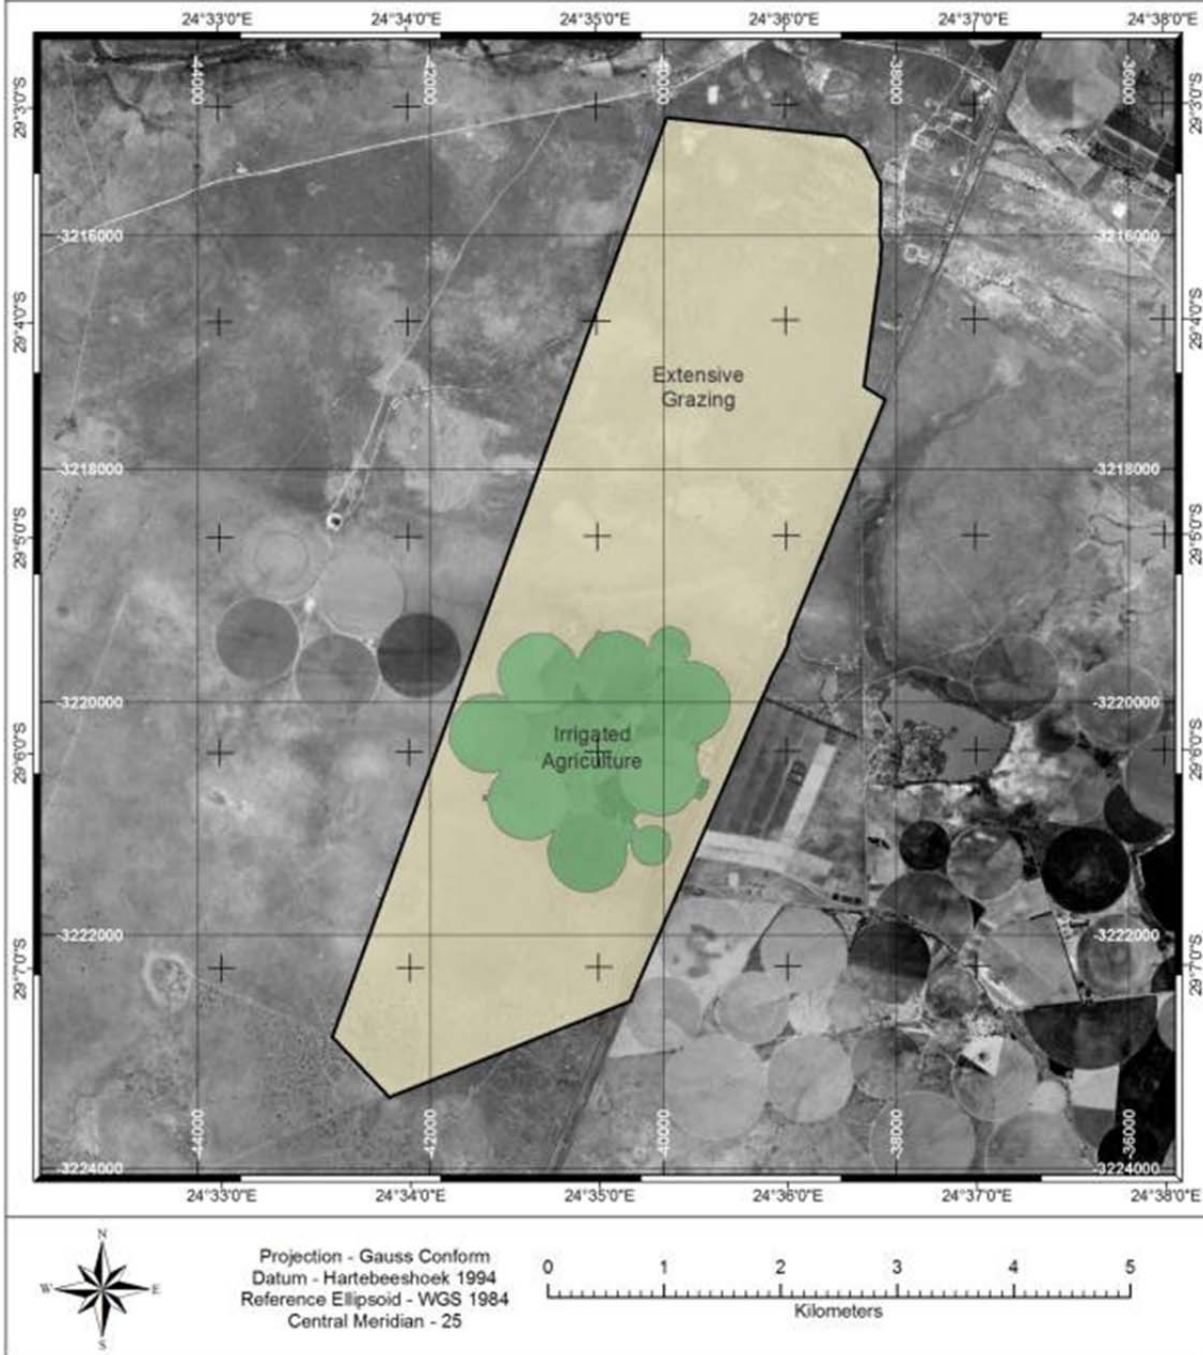 24°33'0"E 24°34'0"E 24°35'0"E 24°36'0"E 24°37'0"E 24°38'0"E
-44000 -42000 -40000 -38000 -36000
29°3'0"S 29°3'0"S
-3216000 -3216000
29°4'0"S 29°4'0"S
Extensive
Grazing
-3218000 -3218000
29°5'0"S 29°5'0"S
-3220000 -3220000
Irrigated
Agriculture
29°6'0"S 29°6'0"S
-3222000 -3222000
29°7'0"S 29°7'0"S
-44000 -42000 -40000 -38000 -36000
-3224000 -3224000
24°33'0"E 24°34'0"E 24°35'0"E 24°36'0"E 24°37'0"E 24°38'0"E
N
W E
S
Projection - Gauss Conform
Datum - Hartebeeshoek 1994
Reference Ellipsoid - WGS 1984
Central Meridian - 25
0 1 2 3 4 5
Kilometers